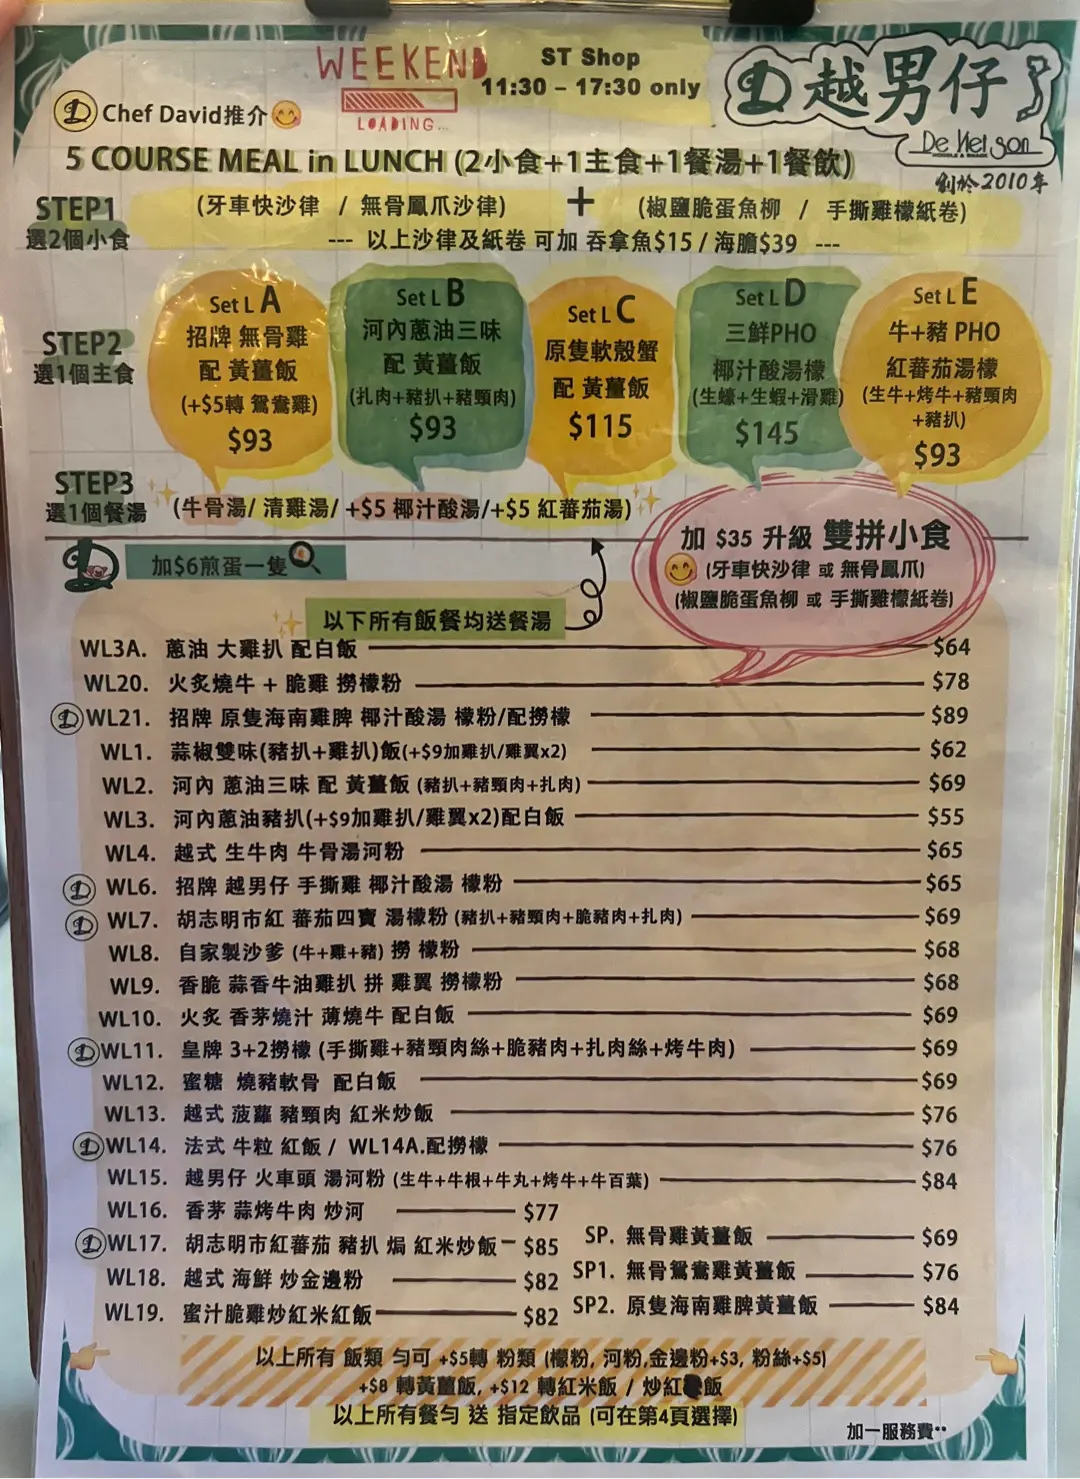 WEEKEND
LOADING...
ST Shop
11:30 – 17:30 only
D 越男仔
De Nei Son
NOODLE & SNACK
創於2010年
D Chef David推介
5 COURSE MEAL in LUNCH (2小食+1主食+1餐湯+1餐飲)
STEP1
選2個小食
(牙車快沙律 / 無骨鳳爪沙律) + (椒鹽脆蛋魚柳 / 手撕雞檬紙卷)
--- 以上沙律及紙卷 可加 吞拿魚$15 / 海膽$39 ---
STEP2
選1個主食
Set L A
招牌 無骨雞
配 黃薑飯
(+$5轉 鴛鴦雞)
$93
Set L B
河內蔥油三味
配 黃薑飯
(扎肉+豬扒+豬頸肉)
$93
Set L C
原隻軟殼蟹
配 黃薑飯
$115
Set L D
三鮮PHO
椰汁酸湯檬
(生蠔+生蝦+滑雞)
$145
Set L E
牛+豬 PHO
紅蕃茄湯檬
(生牛+烤牛+豬頸肉
+豬扒)
$93
STEP3
選1個餐湯
(牛骨湯/ 清雞湯/ +$5 椰汁酸湯/+$5 紅蕃茄湯)
加 $35 升級 雙拼小食
(牙車快沙律 或 無骨鳳爪)
(椒鹽脆蛋魚柳 或 手撕雞檬紙卷)
D 加$6煎蛋一隻
以下所有飯餐均送餐湯
WL3A. 蔥油 大雞扒 配白飯 $64
WL20. 火炙燒牛 + 脆雞 撈檬粉 $78
D WL21. 招牌 原隻海南雞脾 椰汁酸湯 檬粉/配撈檬 $89
WL1. 蒜椒雙味(豬扒+雞扒)飯(+$9加雞扒/雞翼x2) $62
WL2. 河內 蔥油三味 配 黃薑飯 (豬扒+豬頸肉+扎肉) $69
WL3. 河內蔥油豬扒(+$9加雞扒/雞翼x2)配白飯 $55
WL4. 越式 生牛肉 牛骨湯河粉 $65
D WL6. 招牌 越男仔 手撕雞 椰汁酸湯 檬粉 $65
D WL7. 胡志明市紅 蕃茄四寶 湯檬粉 (豬扒+豬頸肉+脆豬肉+扎肉) $69
WL8. 自家製沙爹 (牛+雞+豬) 撈 檬粉 $68
WL9. 香脆 蒜香牛油雞扒 拼 雞翼 撈檬粉 $68
WL10. 火炙 香茅燒汁 薄燒牛 配白飯 $69
D WL11. 皇牌 3+2撈檬 (手撕雞+豬頸肉絲+脆豬肉+扎肉絲+烤牛肉) $69
WL12. 蜜糖 燒豬軟骨 配白飯 $69
WL13. 越式 菠蘿 豬頸肉 紅米炒飯 $76
D WL14. 法式 牛粒 紅飯 / WL14A.配撈檬 $76
WL15. 越男仔 火車頭 湯河粉 (生牛+牛根+牛丸+烤牛+牛百葉) $84
WL16. 香茅 蒜烤牛肉 炒河 $77
D WL17. 胡志明市紅蕃茄 豬扒 焗 紅米炒飯 $85
WL18. 越式 海鮮 炒金邊粉 $82
WL19. 蜜汁脆雞炒紅米紅飯 $82
SP. 無骨雞黃薑飯 $69
SP1. 無骨鴛鴦雞黃薑飯 $76
SP2. 原隻海南雞脾黃薑飯 $84
以上所有 飯類 勻可 +$5轉 粉類 (檬粉, 河粉,金邊粉+$3, 粉絲+$5)
+$8 轉黃薑飯, +$12 轉紅米飯 / 炒紅飯
以上所有餐勻 送 指定飲品 (可在第4頁選擇)
加一服務費**